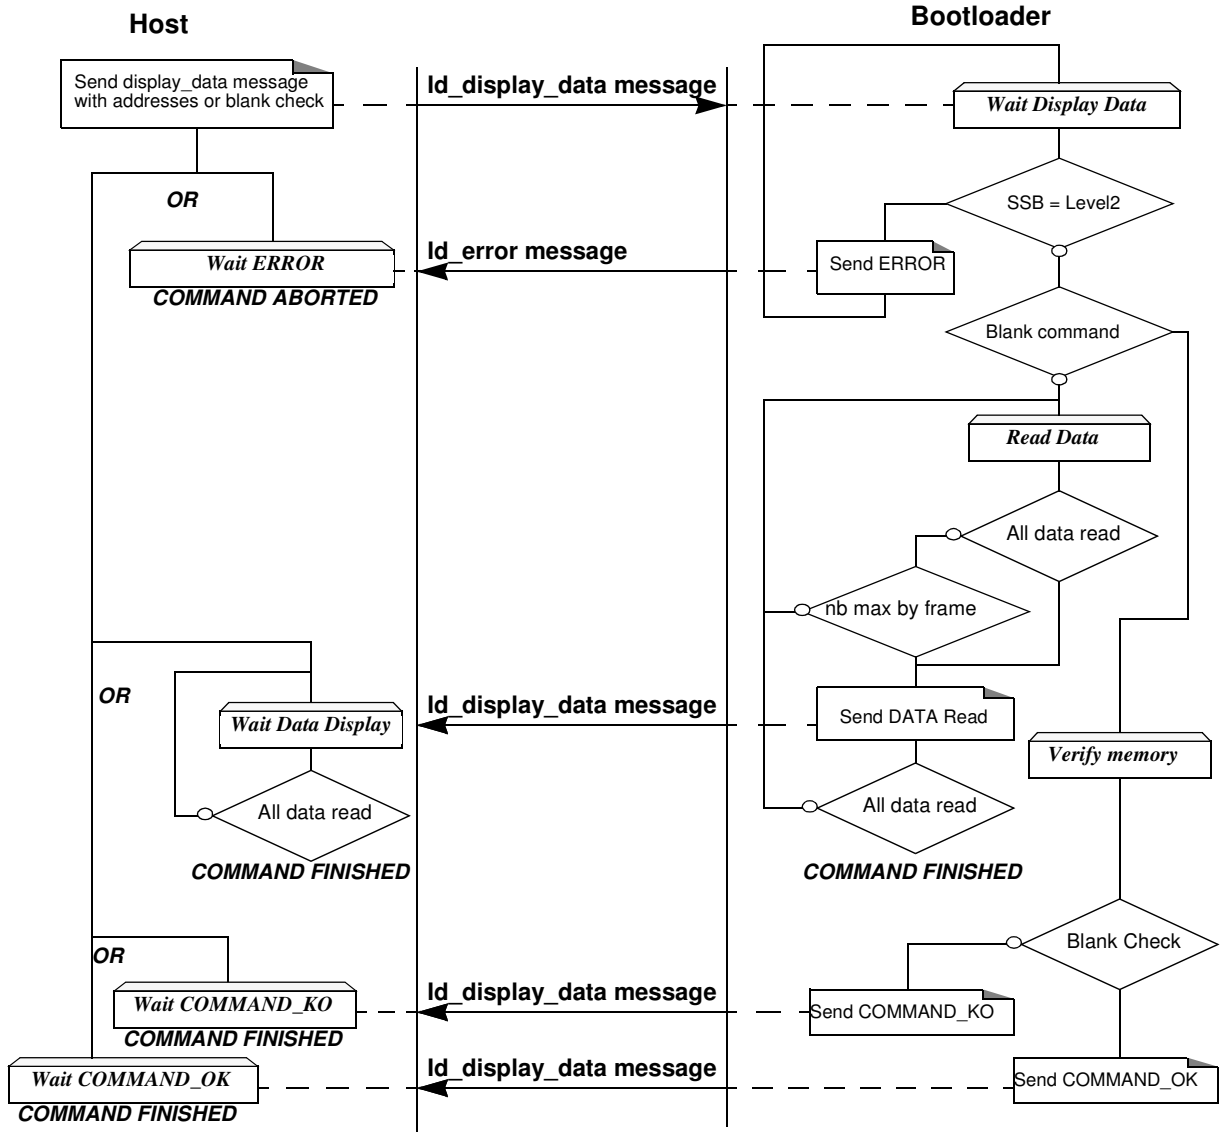 Host
Bootloader
Send display_data message
with addresses or blank check
Id_display_data message
Wait Display Data
OR
SSB = Level2
Id_error message
Wait ERROR
Send ERROR
COMMAND ABORTED
Blank command
Read Data
All data read
nb max by frame
OR
Id_display_data message
Wait Data Display
Send DATA Read
Verify memory
All data read
All data read
COMMAND FINISHED
COMMAND FINISHED
Blank Check
OR
Id_display_data message
Wait COMMAND_KO
Send COMMAND_KO
COMMAND FINISHED
Id_display_data message
Wait COMMAND_OK
Send COMMAND_OK
COMMAND FINISHED